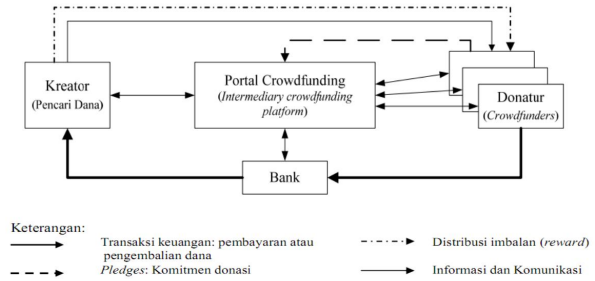 Kreator
(Pencari Dana)
Portal Crowdfunding
(Intermediary crowdfunding
platform)
Donatur
(Crowdfunders)
Bank
Keterangan:
Transaksi keuangan: pembayaran atau
pengembalian dana
Pledges: Komitmen donasi
Distribusi imbalan (reward)
Informasi dan Komunikasi